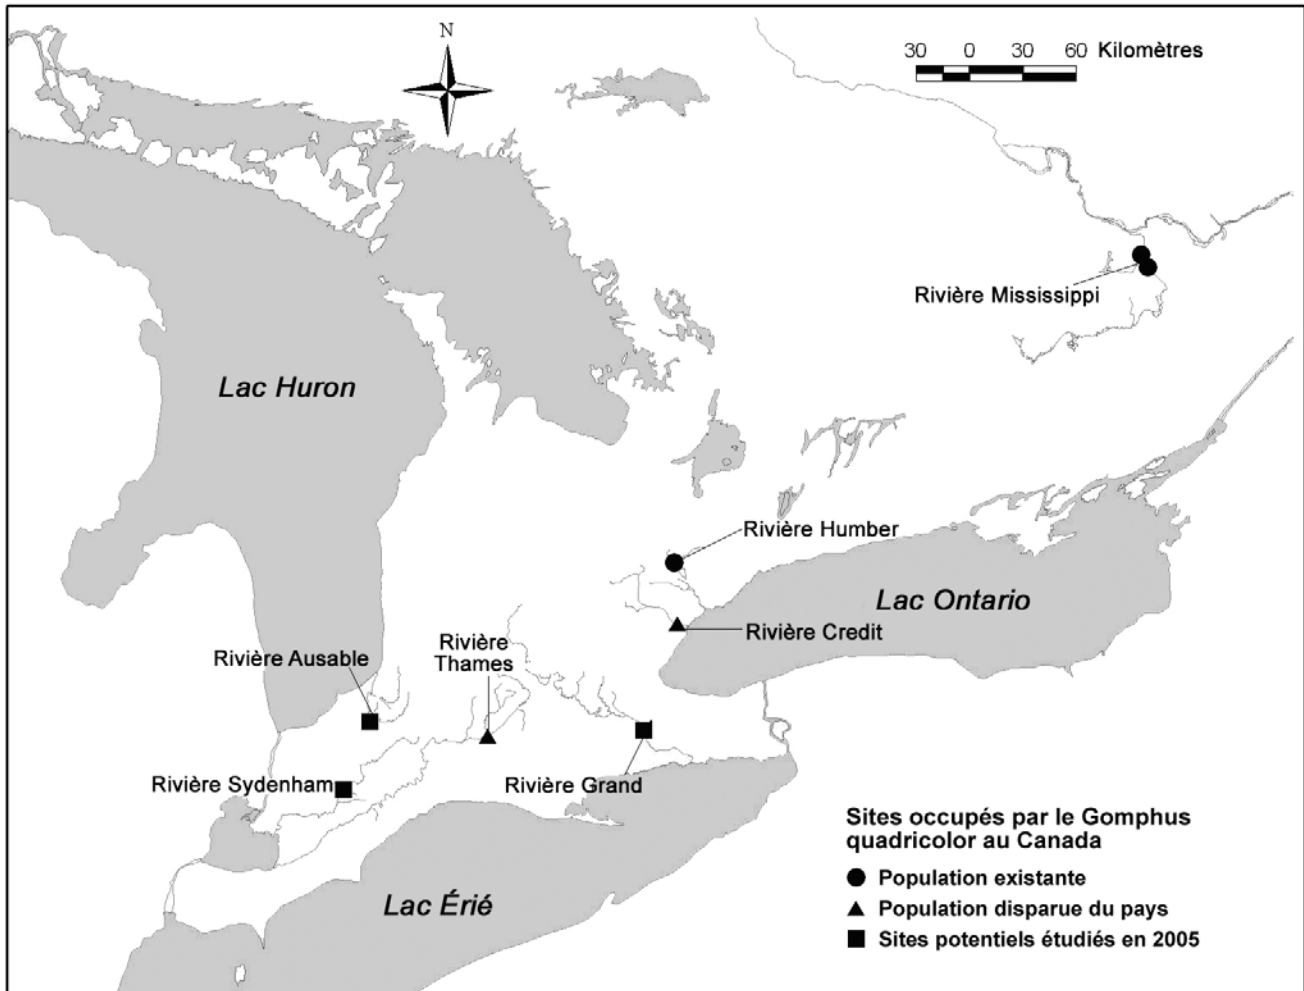 N
30 0 30 60 Kilomètres
Rivière Mississippi
Lac Huron
Rivière Humber
Lac Ontario
Rivière Credit
Rivière
Thames
Rivière Ausable
Rivière Sydenham
Rivière Grand
Lac Érié
Sites occupés par le Gomphus
quadricolor au Canada
Population existante
Population disparue du pays
Sites potentiels étudiés en 2005